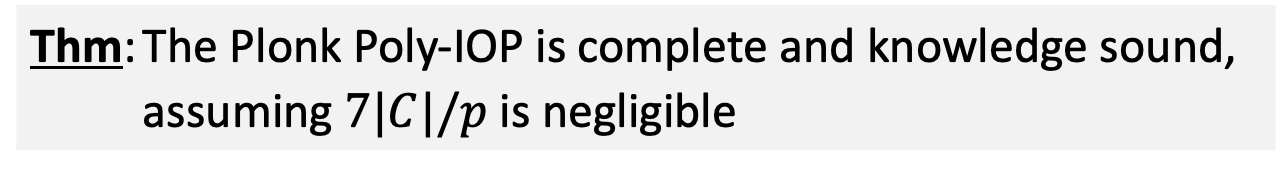 Thm: The Plonk Poly-IOP is complete and knowledge sound,
assuming 7|C|/p is negligible